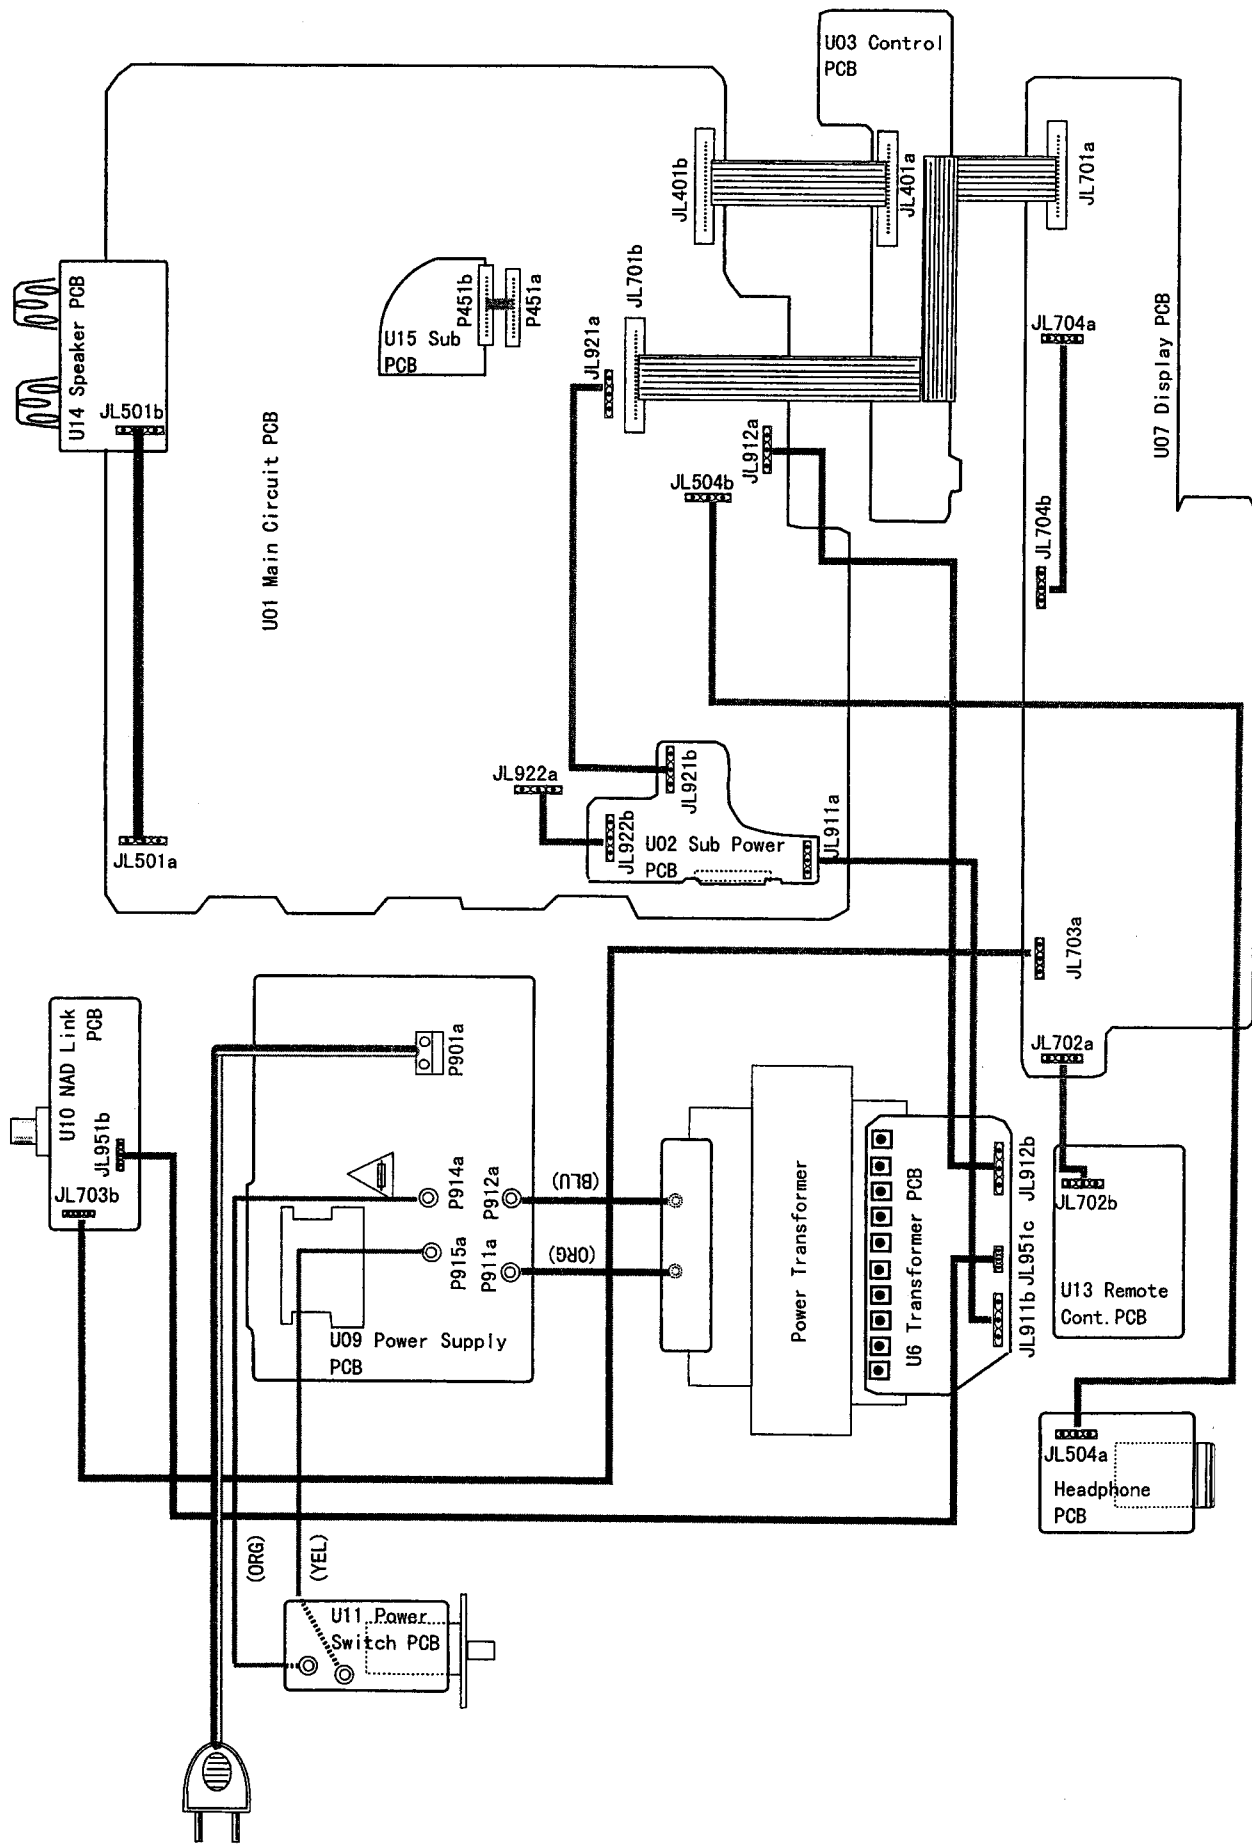 U03 Control
PCB
JL401b
JL401a
JL701a
JL701b
U14 Speaker PCB
JL501b
U15 Sub
PCB
P451b
P451a
JL921a
JL704a
U07 Display PCB
U01 Main Circuit PCB
JL912a
JL504b
JL704b
JL922a
JL921b
JL922b
U02 Sub Power
PCB
JL911a
JL501a
JL703a
U10 NAD Link
PCB
JL951b
JL703b
P901a
P914a
P915a
P912a
P911a
(BLU)
(ORG)
U09 Power Supply
PCB
Power Transformer
U6 Transformer PCB
JL912b
JL951c
JL911b
JL702a
JL702b
U13 Remote
Cont.PCB
JL504a
Headphone
PCB
(ORG)
(YEL)
U11 Power
Switch PCB